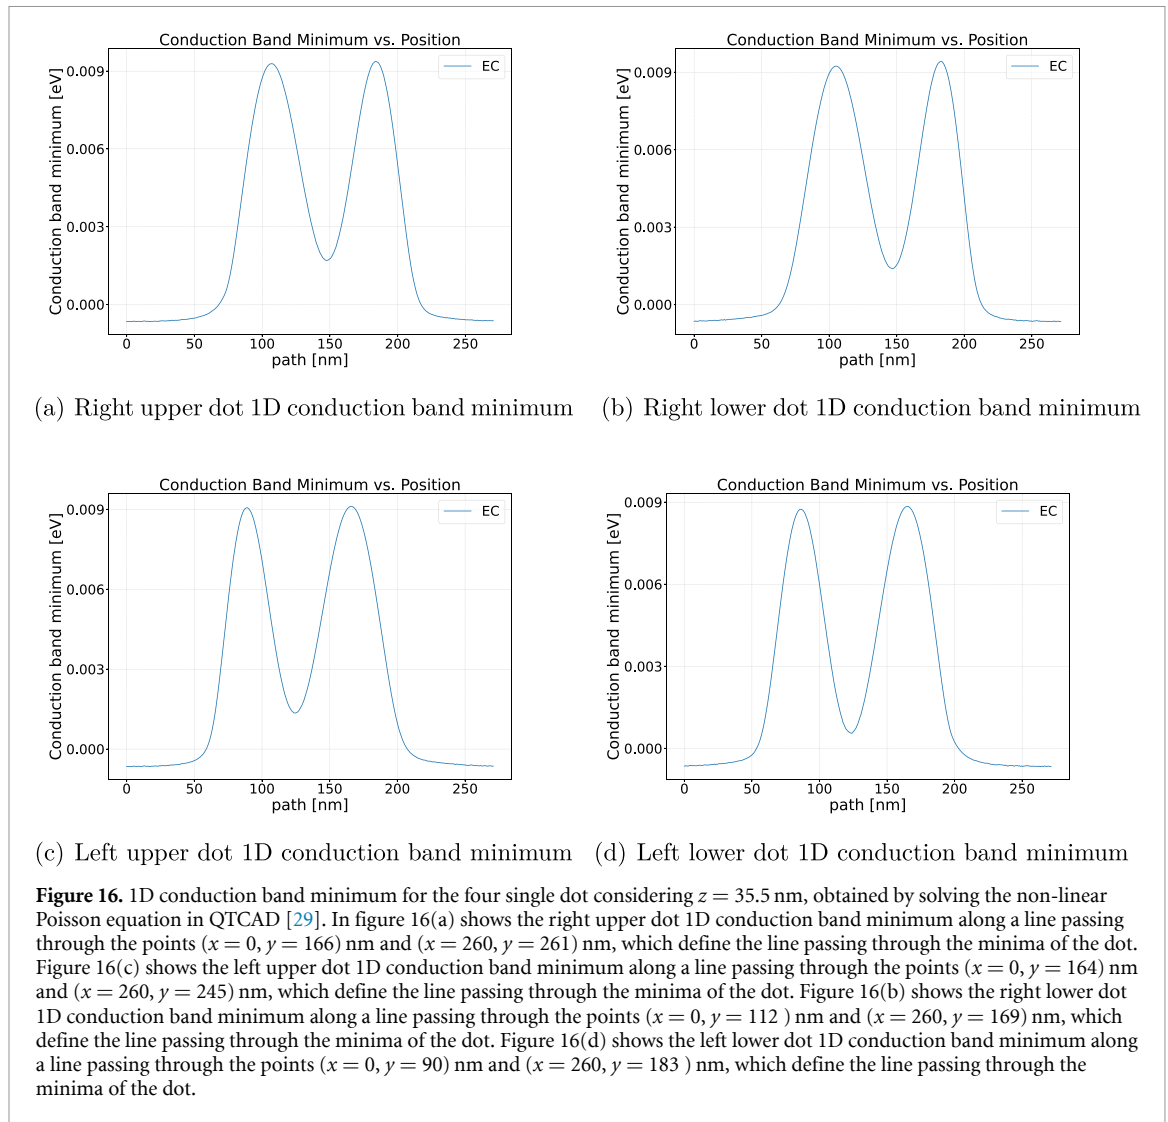 Conduction Band Minimum vs. Position
Conduction band minimum [eV]
0.009
0.006
0.003
0.000
EC
0 50 100 150 200 250
path [nm]
(a) Right upper dot 1D conduction band minimum
Conduction Band Minimum vs. Position
Conduction band minimum [eV]
0.009
0.006
0.003
0.000
EC
0 50 100 150 200 250
path [nm]
(b) Right lower dot 1D conduction band minimum
Conduction Band Minimum vs. Position
Conduction band minimum [eV]
0.009
0.006
0.003
0.000
EC
0 50 100 150 200 250
path [nm]
(c) Left upper dot 1D conduction band minimum
Conduction Band Minimum vs. Position
Conduction band minimum [eV]
0.009
0.006
0.003
0.000
EC
0 50 100 150 200 250
path [nm]
(d) Left lower dot 1D conduction band minimum
Figure 16. 1D conduction band minimum for the four single dot considering z = 35.5 nm, obtained by solving the non-linear
Poisson equation in QTCAD [29]. In figure 16(a) shows the right upper dot 1D conduction band minimum along a line passing
through the points (x = 0, y = 166) nm and (x = 260, y = 261) nm, which define the line passing through the minima of the dot.
Figure 16(c) shows the left upper dot 1D conduction band minimum along a line passing through the points (x = 0, y = 164) nm
and (x = 260, y = 245) nm, which define the line passing through the minima of the dot. Figure 16(b) shows the right lower dot
1D conduction band minimum along a line passing through the points (x = 0, y = 112 ) nm and (x = 260, y = 169) nm, which
define the line passing through the minima of the dot. Figure 16(d) shows the left lower dot 1D conduction band minimum along
a line passing through the points (x = 0, y = 90) nm and (x = 260, y = 183 ) nm, which define the line passing through the
minima of the dot.